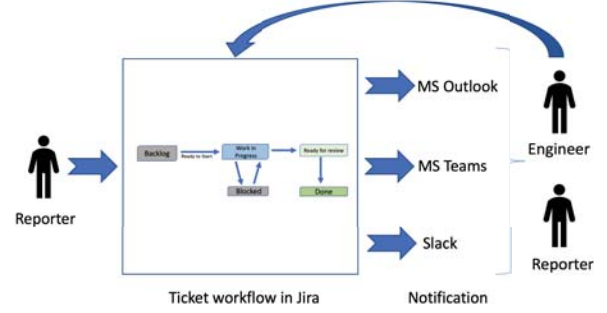 MS Outlook
Backlog
Ready to Start
Work in
Progress
Ready for review
Blocked
Done
MS Teams
Engineer
Reporter
Slack
Reporter
Ticket workflow in Jira
Notification